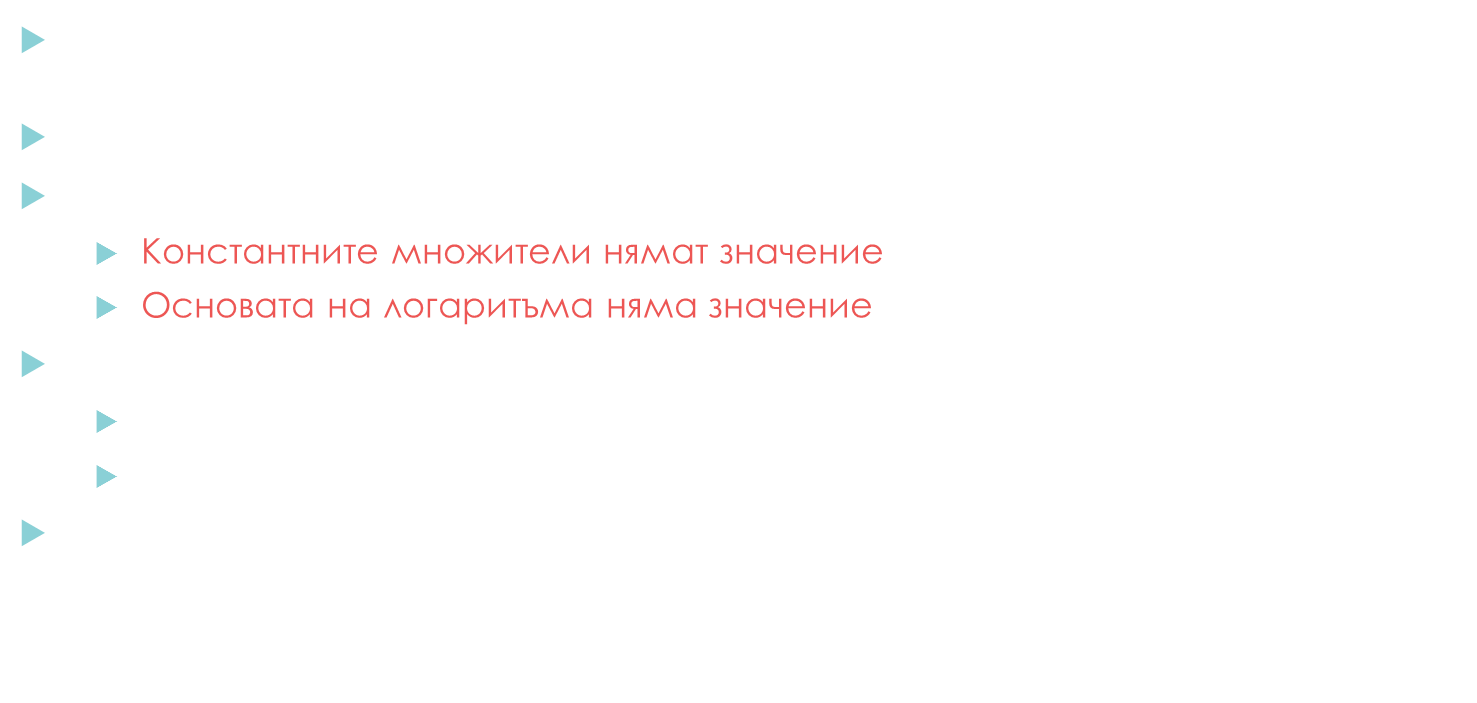 Константните множители нямат значение
Основата на логаритъма няма значение